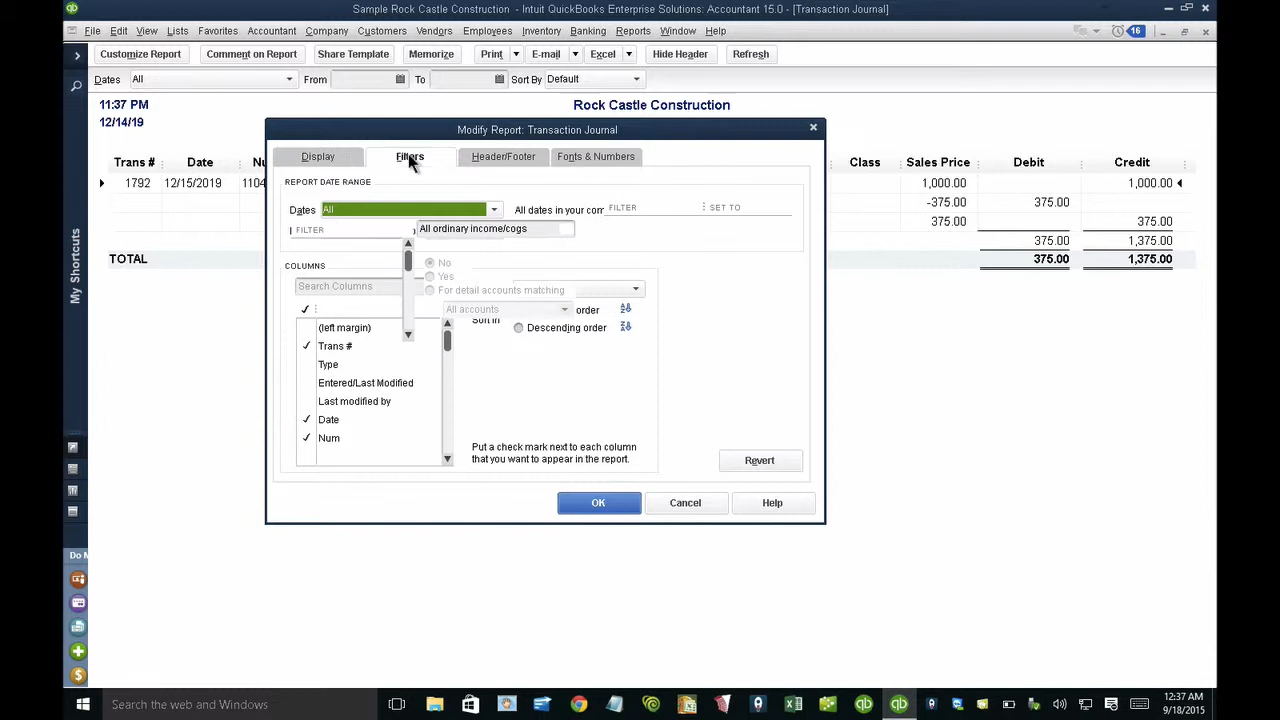 Sample Rock Castle Construction - Intuit QuickBooks Enterprise Solutions: Accountant 15.0 - [Transaction Journal]
File Edit View Lists Favorites Accountant Company Customers Vendors Employees Inventory Banking Reports Window Help 16
Customize Report Comment on Report Share Template Memorize Print E-mail Excel Hide Header Refresh
Dates All From To Sort By Default
11:37 PM Rock Castle Construction
12/14/19
Modify Report: Transaction Journal
Trans # Date Class Sales Price Debit Credit
Display Filters Header/Footer Fonts & Numbers
1792 12/15/2019 1104 1,000.00 1,000.00
REPORT DATE RANGE
-375.00 375.00
Dates All All dates in your FILTER SET TO
375.00 375.00
FILTER All ordinary income/cogs
375.00 1,375.00
TOTAL 375.00 1,375.00
COLUMNS No
Yes
Search Columns For detail accounts matching
All accounts order
Sort in Descending order
(left margin)
Trans #
Type
Entered/Last Modified
Last modified by
Date
Num
Put a check mark next to each column
that you want to appear in the report.
Revert
OK Cancel Help
My Shortcuts
Search the web and Windows
12:37 AM
9/18/2015